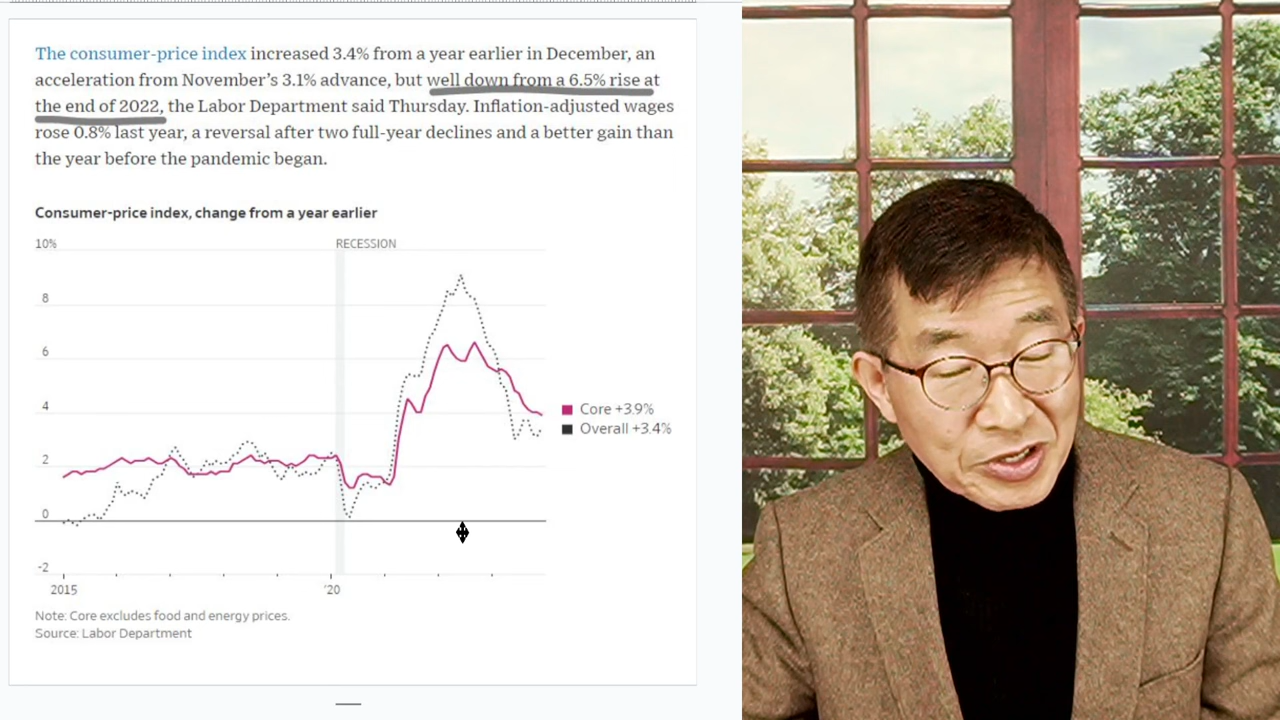 The consumer-price index increased 3.4% from a year earlier in December, an
acceleration from November's 3.1% advance, but well down from a 6.5% rise at
the end of 2022, the Labor Department said Thursday. Inflation-adjusted wages
rose 0.8% last year, a reversal after two full-year declines and a better gain than
the year before the pandemic began.
Consumer-price index, change from a year earlier
10%
RECESSION
8
6
4
Core +3.9%
Overall +3.4%
2
0
-2
2015
'20
Note: Core excludes food and energy prices.
Source: Labor Department